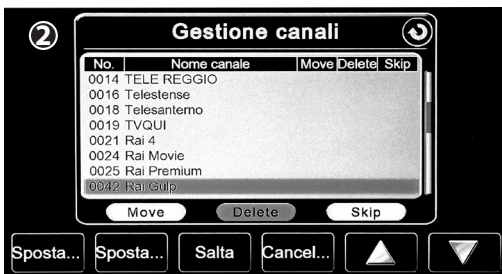 2
Gestione canali
No. Nome canale Move Delete Skip
0014 TELE REGGIO
0016 Telestense
0018 Telesanterno
0019 TVQUI
0021 Rai 4
0024 Rai Movie
0025 Rai Premium
0042 Rai Gulp
Move Delete Skip
Sposta... Sposta... Salta Cancel...